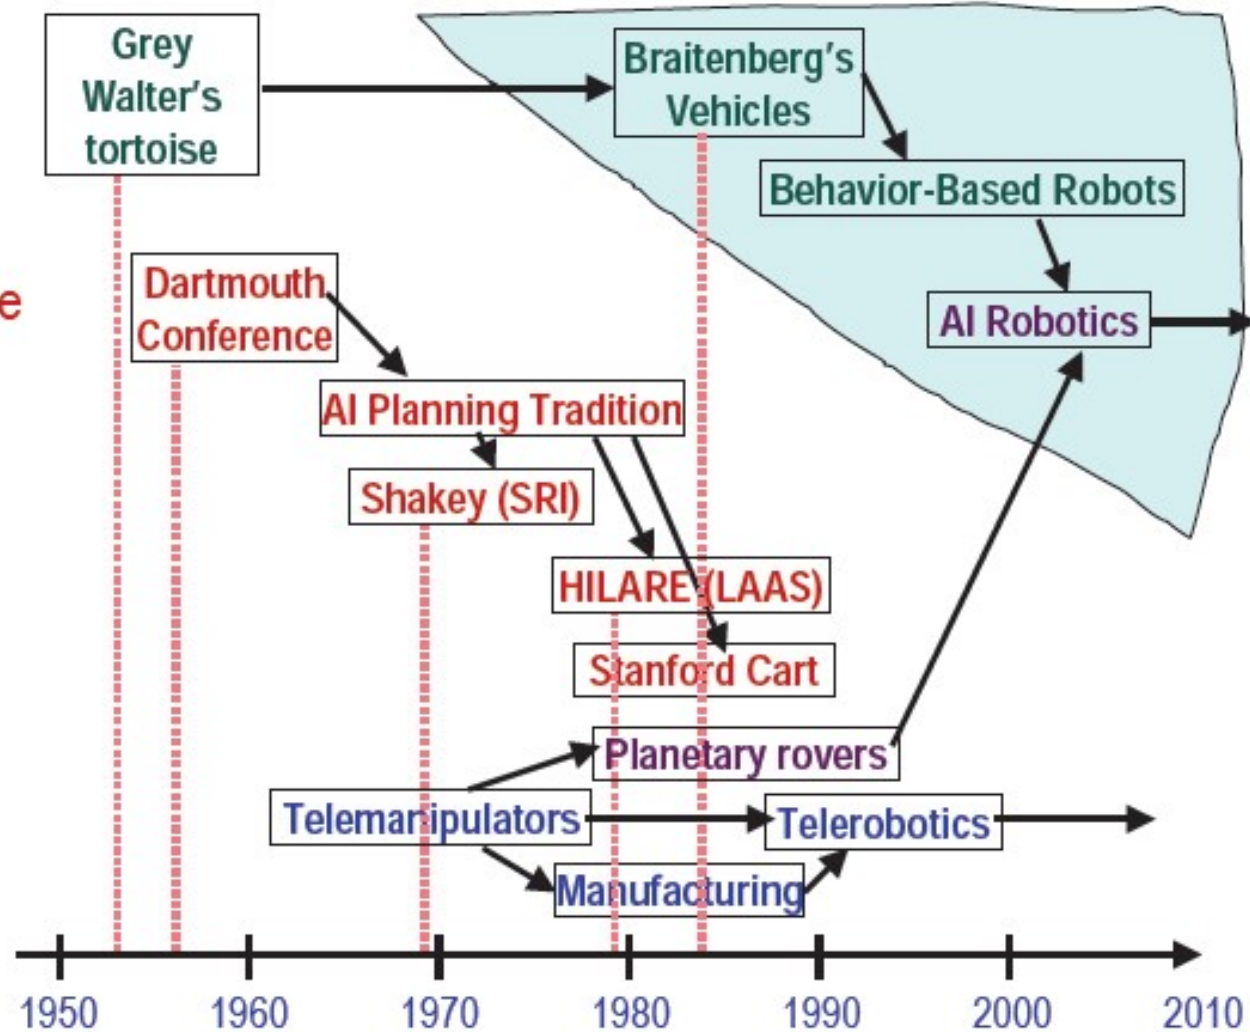 Grey
Walter's
tortoise
Braitenberg's
Vehicles
Behavior-Based Robots
e
Dartmouth
Conference
AI Robotics
AI Planning Tradition
Shakey (SRI)
HILARE (LAAS)
Stanford Cart
Planetary rovers
Telemanipulators
Telerobotics
Manufacturing
1950 1960 1970 1980 1990 2000 2010